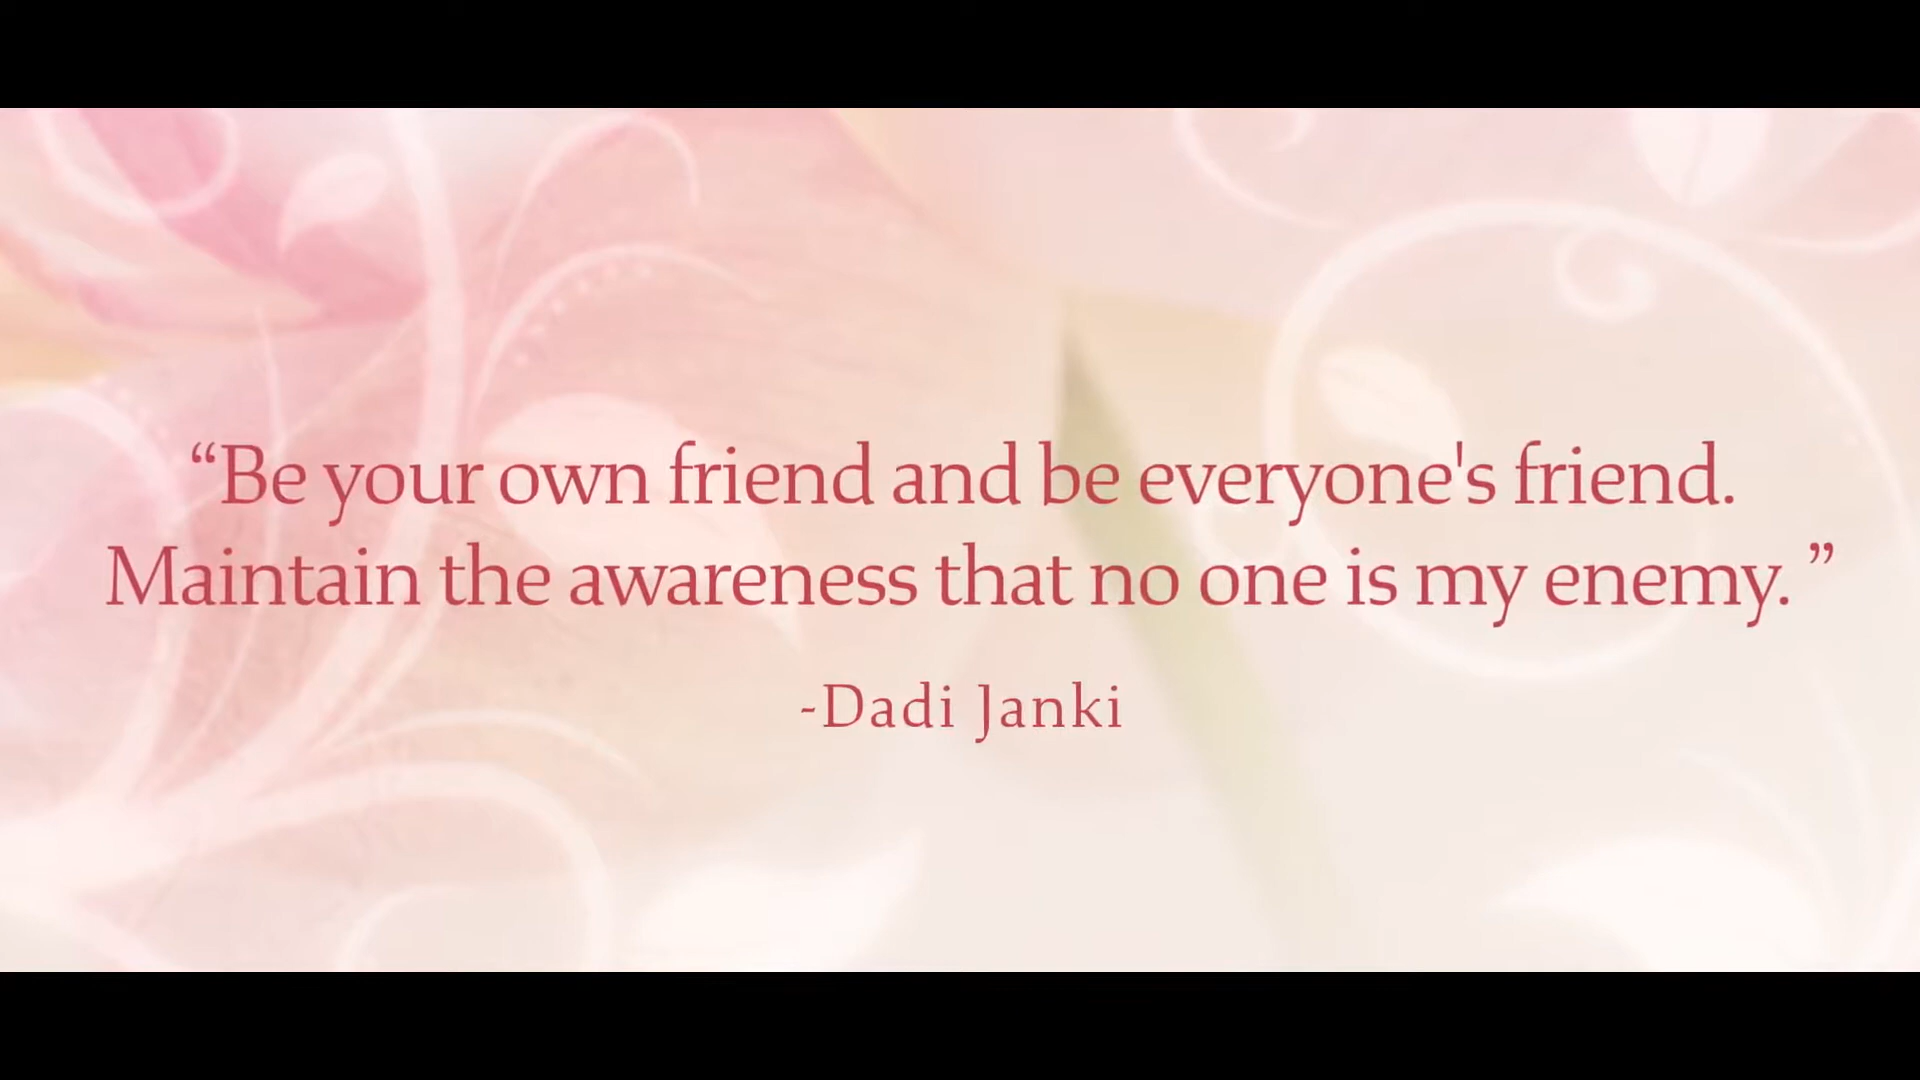 “Be your own friend and be everyone's friend.
Maintain the awareness that no one is my enemy. ”
-Dadi Janki